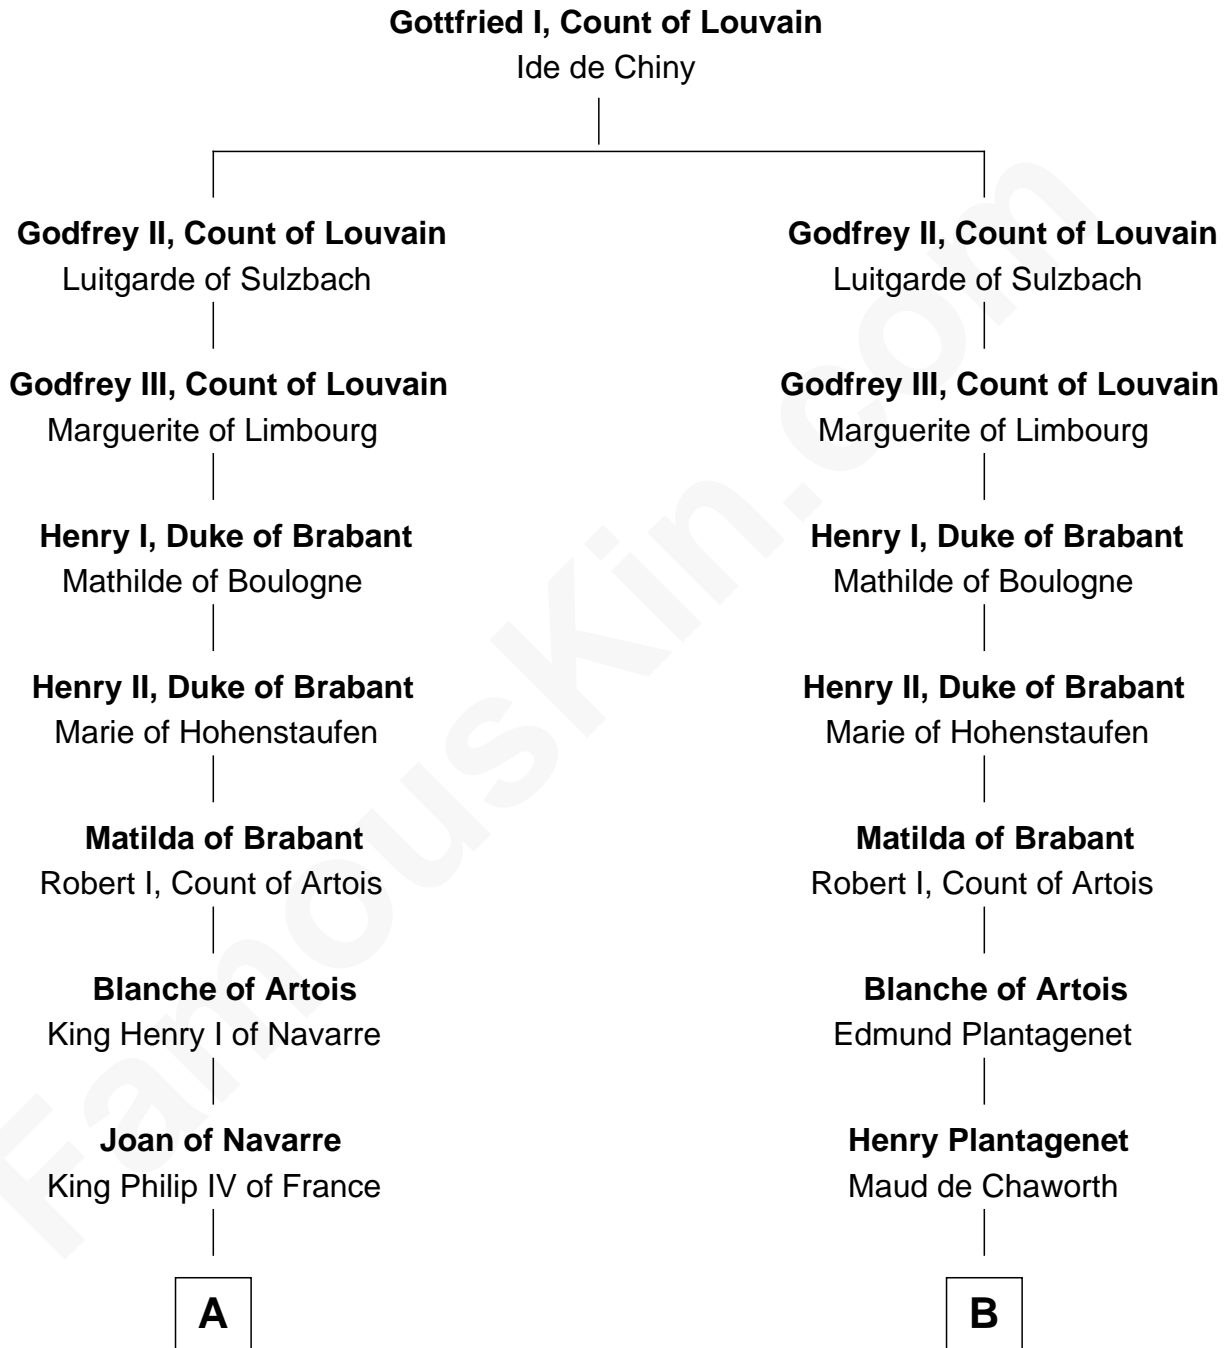 Gottfried I, Count of Louvain
Ide de Chiny
Godfrey II, Count of Louvain
Luitgarde of Sulzbach
Godfrey II, Count of Louvain
Luitgarde of Sulzbach
Godfrey III, Count of Louvain
Marguerite of Limbourg
Godfrey III, Count of Louvain
Marguerite of Limbourg
Henry I, Duke of Brabant
Mathilde of Boulogne
Henry I, Duke of Brabant
Mathilde of Boulogne
Henry II, Duke of Brabant
Marie of Hohenstaufen
Henry II, Duke of Brabant
Marie of Hohenstaufen
Matilda of Brabant
Robert I, Count of Artois
Matilda of Brabant
Robert I, Count of Artois
Blanche of Artois
King Henry I of Navarre
Blanche of Artois
Edmund Plantagenet
Joan of Navarre
King Philip IV of France
Henry Plantagenet
Maud de Chaworth
A
B
FamousKin.com